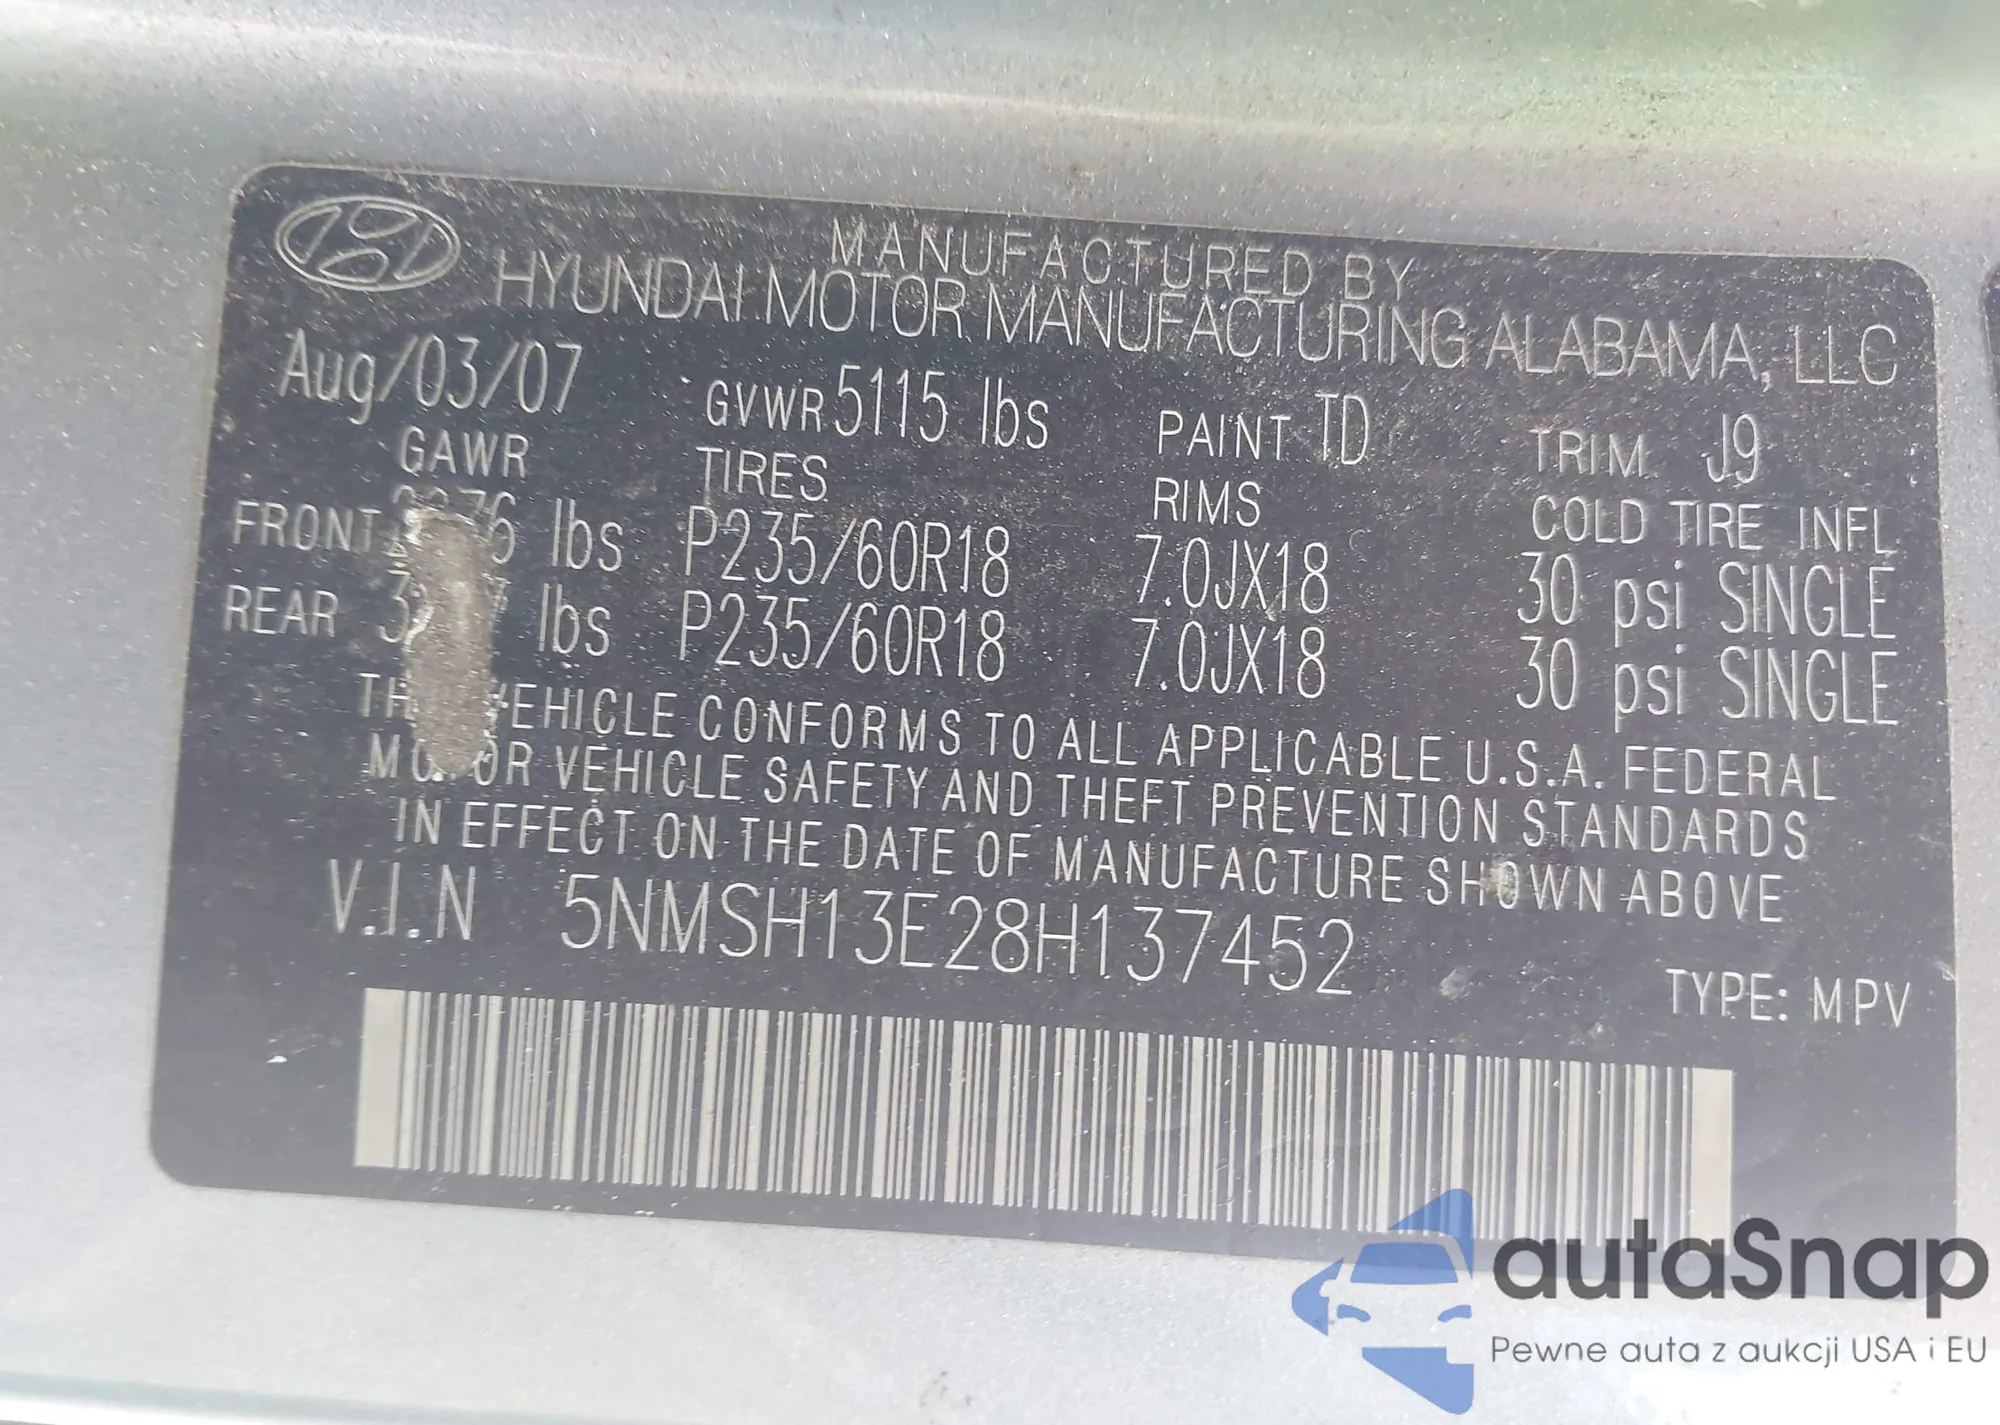 MANUFACTURED BY
HYUNDAI MOTOR MANUFACTURING ALABAMA, LLC
Aug/03/07 GVWR 5115 lbs PAINT TD TRIM J9
GAWR TIRES RIMS COLD TIRE INFL
FRONT lbs P235/60R18 7.0JX18 30 psi SINGLE
REAR lbs P235/60R18 7.0JX18 30 psi SINGLE
VEHICLE CONFORMS TO ALL APPLICABLE U.S.A. FEDERAL
MOTOR VEHICLE SAFETY AND THEFT PREVENTION STANDARDS
IN EFFECT ON THE DATE OF MANUFACTURE SHOWN ABOVE
V.I.N 5NMSH13E28H137452
TYPE: MPV
autaSnap
Pewne auta z aukcji USA i EU